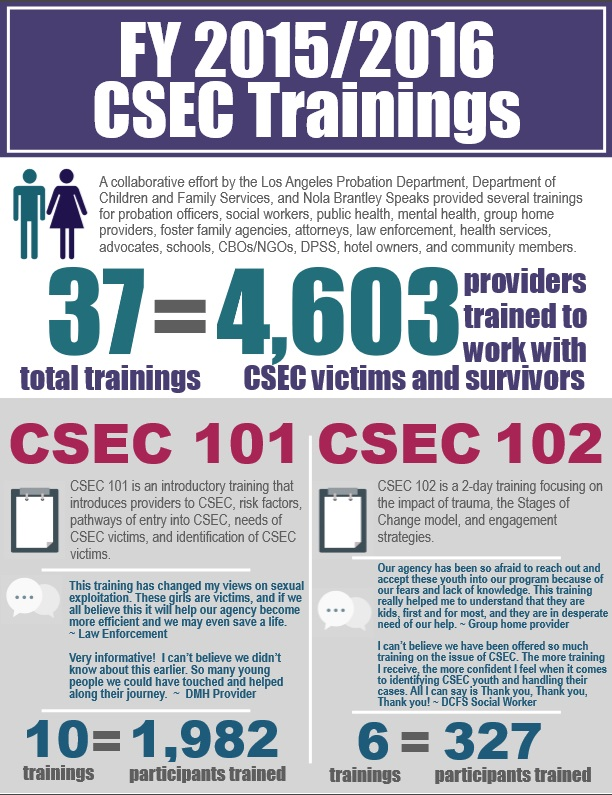 FY 2015/2016
CSEC Trainings
A collaborative effort by the Los Angeles Probation Department, Department of
Children and Family Services, and Nola Brantley Speaks provided several trainings
for probation officers, social workers, public health, mental health, group home
providers, foster family agencies, attorneys, law enforcement, health services,
advocates, schools, CBOs/NGOs, DPSS, hotel owners, and community members.
37=4,603 providers
trained to
work with
total trainings CSEC victims and survivors
CSEC 101
CSEC 101 is an introductory training that
introduces providers to CSEC, risk factors,
pathways of entry into CSEC, needs of
CSEC victims, and identification of CSEC
victims.
This training has changed my views on sexual
exploitation. These girls are victims, and if we
all believe this it will help our agency become
more efficient and we may even save a life.
~ Law Enforcement
Very informative! I can't believe we didn't
know about this earlier. So many young
people we could have touched and helped
along their journey. ~ DMH Provider
10=1,982
trainings participants trained
CSEC 102
CSEC 102 is a 2-day training focusing on
the impact of trauma, the Stages of
Change model, and engagement
strategies.
Our agency has been so afraid to reach out and
accept these youth into our program because of
our fears and lack of knowledge. This training
really helped me to understand that they are
kids, first and for most, and they are in desperate
need of our help. ~ Group home provider
I can't believe we have been offered so much
training on the issue of CSEC. The more training
I receive, the more confident I feel when it comes
to identifying CSEC youth and handling their
cases. All I can say is Thank you, Thank you,
Thank you! ~ DCFS Social Worker
6 = 327
trainings participants trained